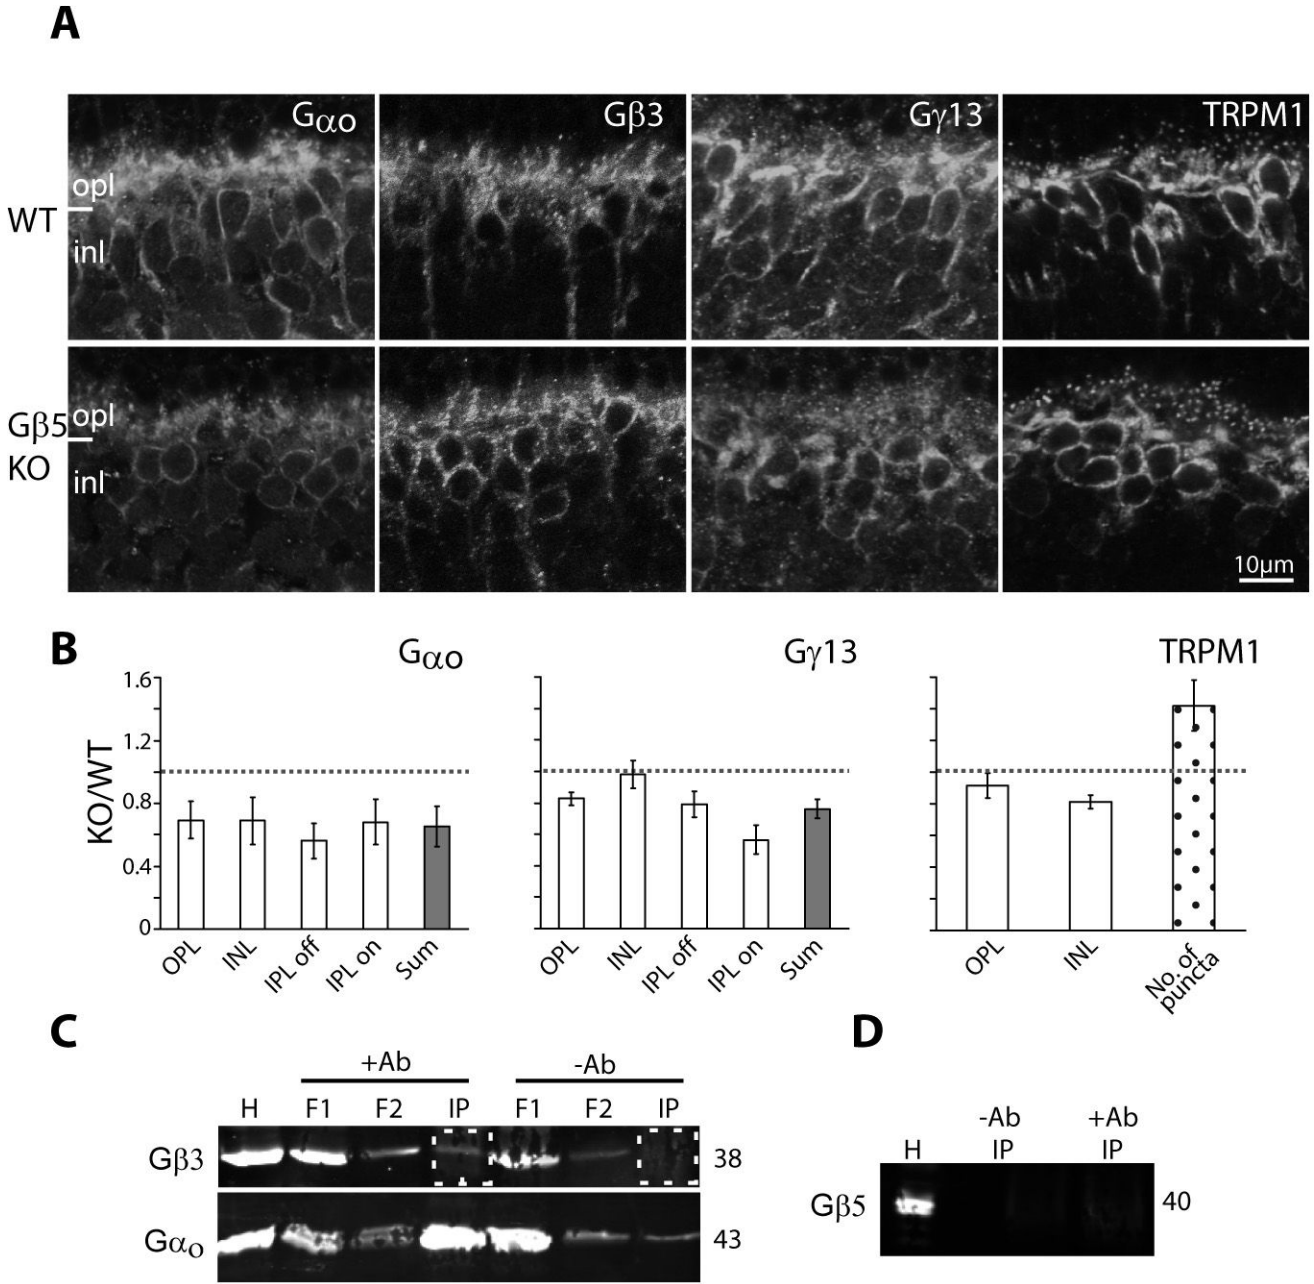 A
Gαo
Gβ3
Gγ13
TRPM1
WT
opl
inl
Gβ5
KO
opl
inl
10μm
B
Gαo
Gγ13
TRPM1
KO/WT
1.6
1.2
0.8
0.4
0
OPL
INL
IPL off
IPL on
Sum
OPL
INL
IPL off
IPL on
Sum
OPL
INL
No. of
puncta
C
+Ab
-Ab
H F1 F2 IP F1 F2 IP
Gβ3 38
Gαo 43
D
-Ab +Ab
H IP IP
Gβ5 40